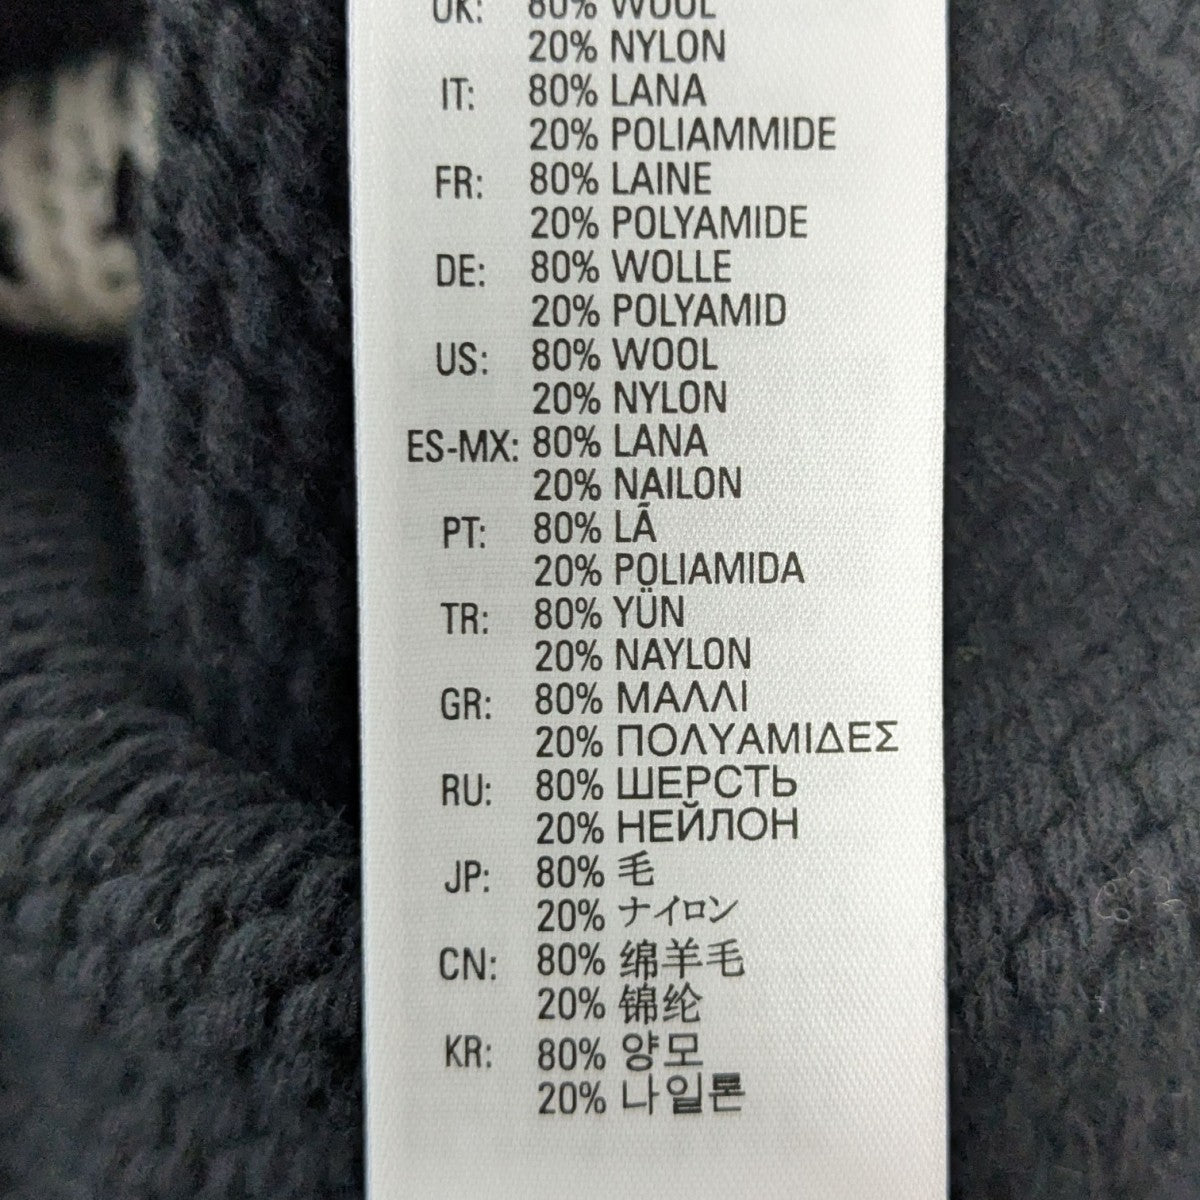 UK: 80% WOOL
20% NYLON
IT: 80% LANA
20% POLIAMMIDE
FR: 80% LAINE
20% POLYAMIDE
DE: 80% WOLLE
20% POLYAMID
US: 80% WOOL
20% NYLON
ES-MX: 80% LANA
20% NAILON
PT: 80% LÃ
20% POLIAMIDA
TR: 80% YÜN
20% NAYLON
GR: 80% ΜΑΛΛΙ
20% ΠΟΛΥΑΜΙΔΕΣ
RU: 80% ШЕРСТЬ
20% НЕЙЛОН
JP: 80% 毛
20% ナイロン
CN: 80% 绵羊毛
20% 锦纶
KR: 80% 양모
20% 나일론